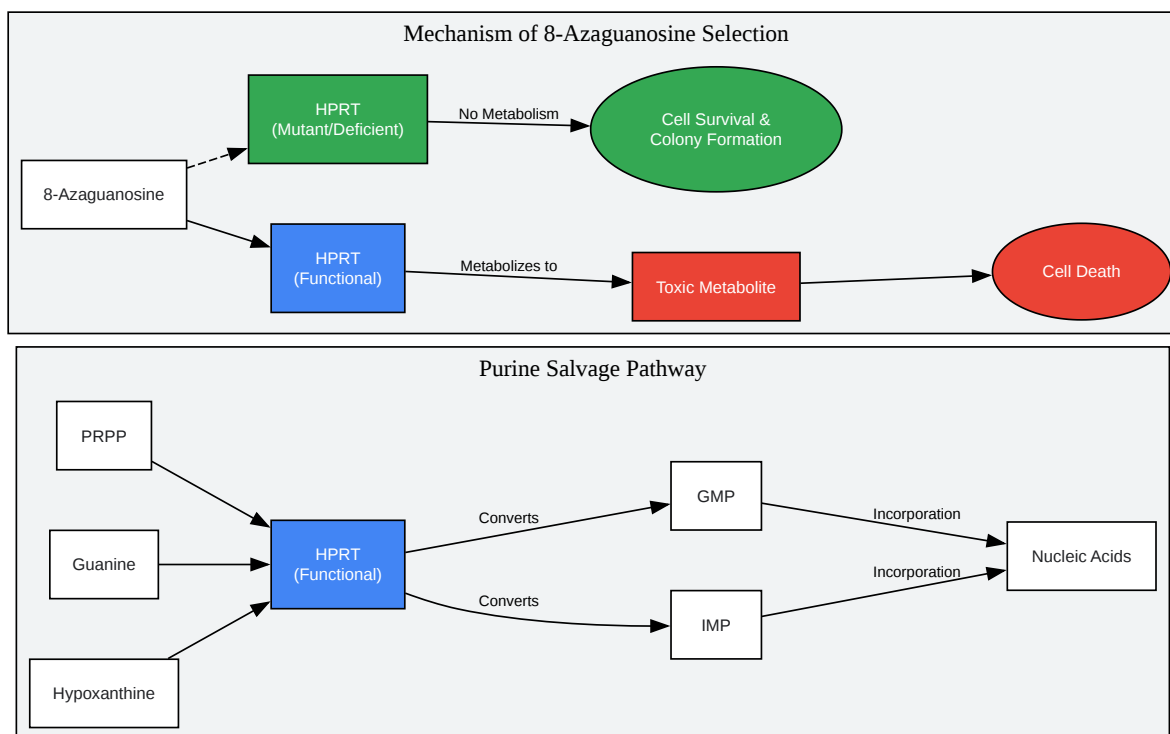 Mechanism of 8-Azaguanosine Selection
HPRT
(Mutant/Deficient)
No Metabolism
Cell Survival &
Colony Formation
8-Azaguanosine
HPRT
(Functional)
Metabolizes to
Toxic Metabolite
Cell Death
Purine Salvage Pathway
PRPP
Guanine
Hypoxanthine
HPRT
(Functional)
Converts
Converts
GMP
IMP
Incorporation
Incorporation
Nucleic Acids